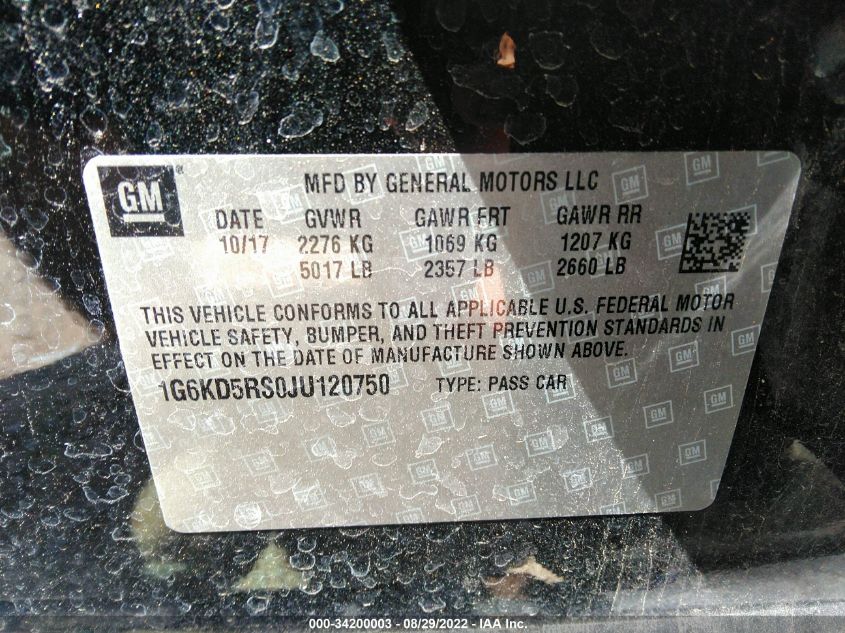 GM®
MFD BY GENERAL MOTORS LLC
DATE GVWR GAWR FRT GAWR RR
10/17 2276 KG 1069 KG 1207 KG
5017 LB 2357 LB 2660 LB
THIS VEHICLE CONFORMS TO ALL APPLICABLE U.S. FEDERAL MOTOR
VEHICLE SAFETY, BUMPER, AND THEFT PREVENTION STANDARDS IN
EFFECT ON THE DATE OF MANUFACTURE SHOWN ABOVE.
1G6KD5RS0JU120750 TYPE: PASS CAR
000-34200003 - 08/29/2022 - IAA Inc.